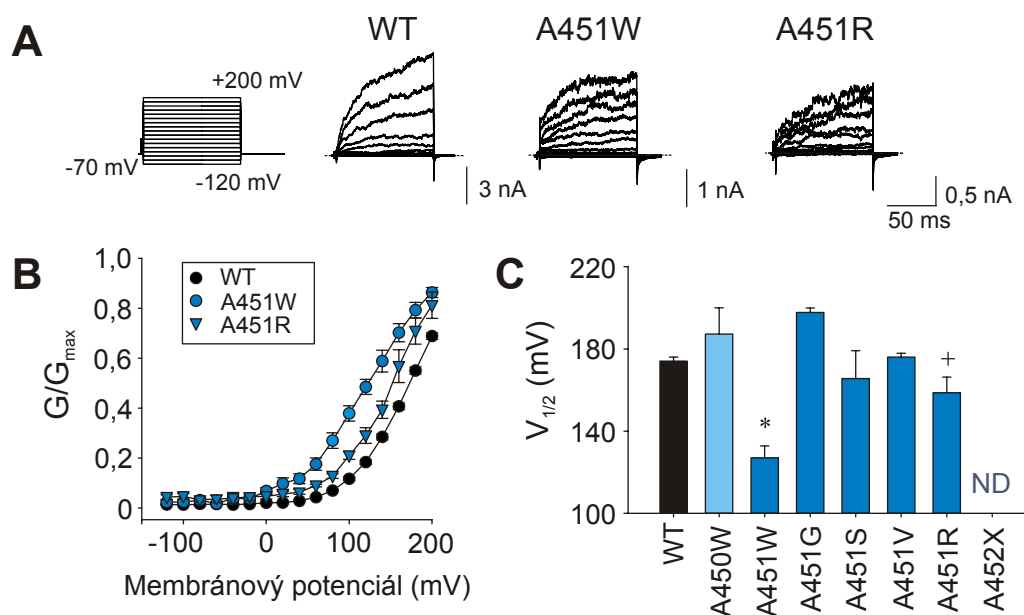 A
WT
A451W
A451R
+200 mV
-70 mV
-120 mV
3 nA
1 nA
0,5 nA
50 ms
B
WT
A451W
A451R
1,0
0,8
0,6
0,4
0,2
0
G/Gmax
-100
0
100
200
Membránový potenciál (mV)
C
220
180
140
100
V1/2 (mV)
*
+
ND
WT
A450W
A451W
A451G
A451S
A451V
A451R
A452X